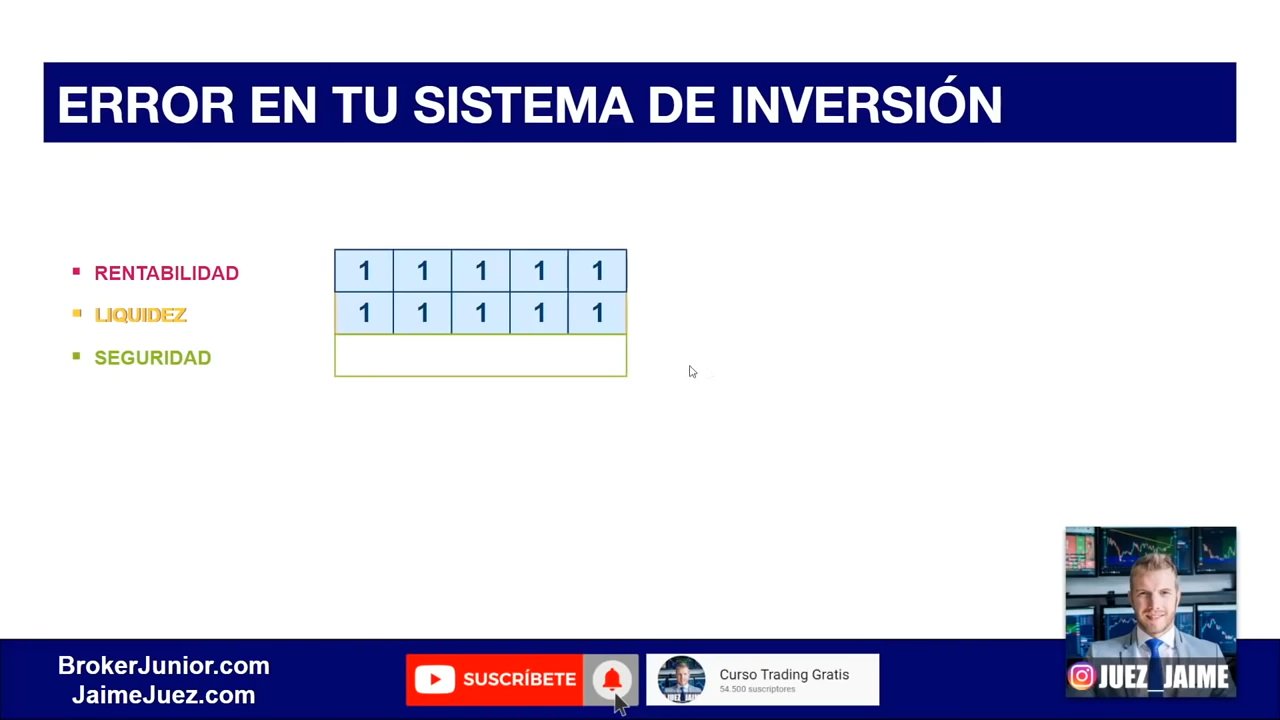 ERROR EN TU SISTEMA DE INVERSIÓN
▪ RENTABILIDAD 1 1 1 1 1
▪ LIQUIDEZ 1 1 1 1 1
▪ SEGURIDAD
BrokerJunior.com
JaimeJuez.com
SUSCRÍBETE
Curso Trading Gratis
54.500 suscriptores
JUEZ_JAIME
JUEZ_JAIME